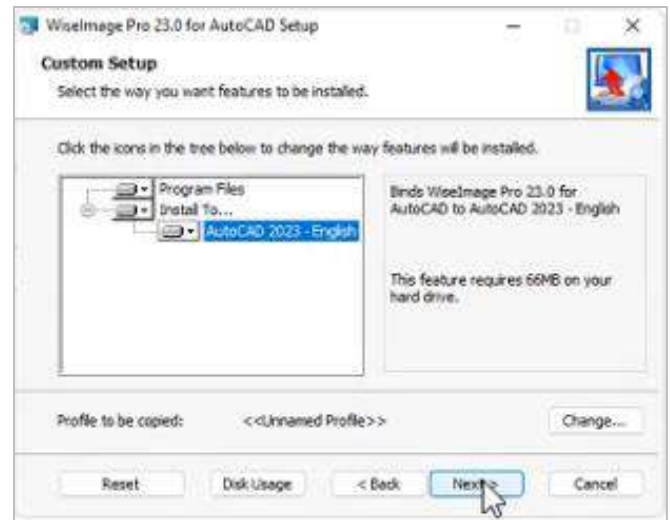 WiseImage Pro 23.0 for AutoCAD Setup
Custom Setup
Select the way you want features to be installed.
Click the icons in the tree below to change the way features will be installed.
Program Files
Install To...
AutoCAD 2023 - English
Binds WiseImage Pro 23.0 for
AutoCAD to AutoCAD 2023 - English
This feature requires 66MB on your
hard drive.
Profile to be copied: <<Unnamed Profile>> Change...
Reset Disk Usage < Back Next > Cancel